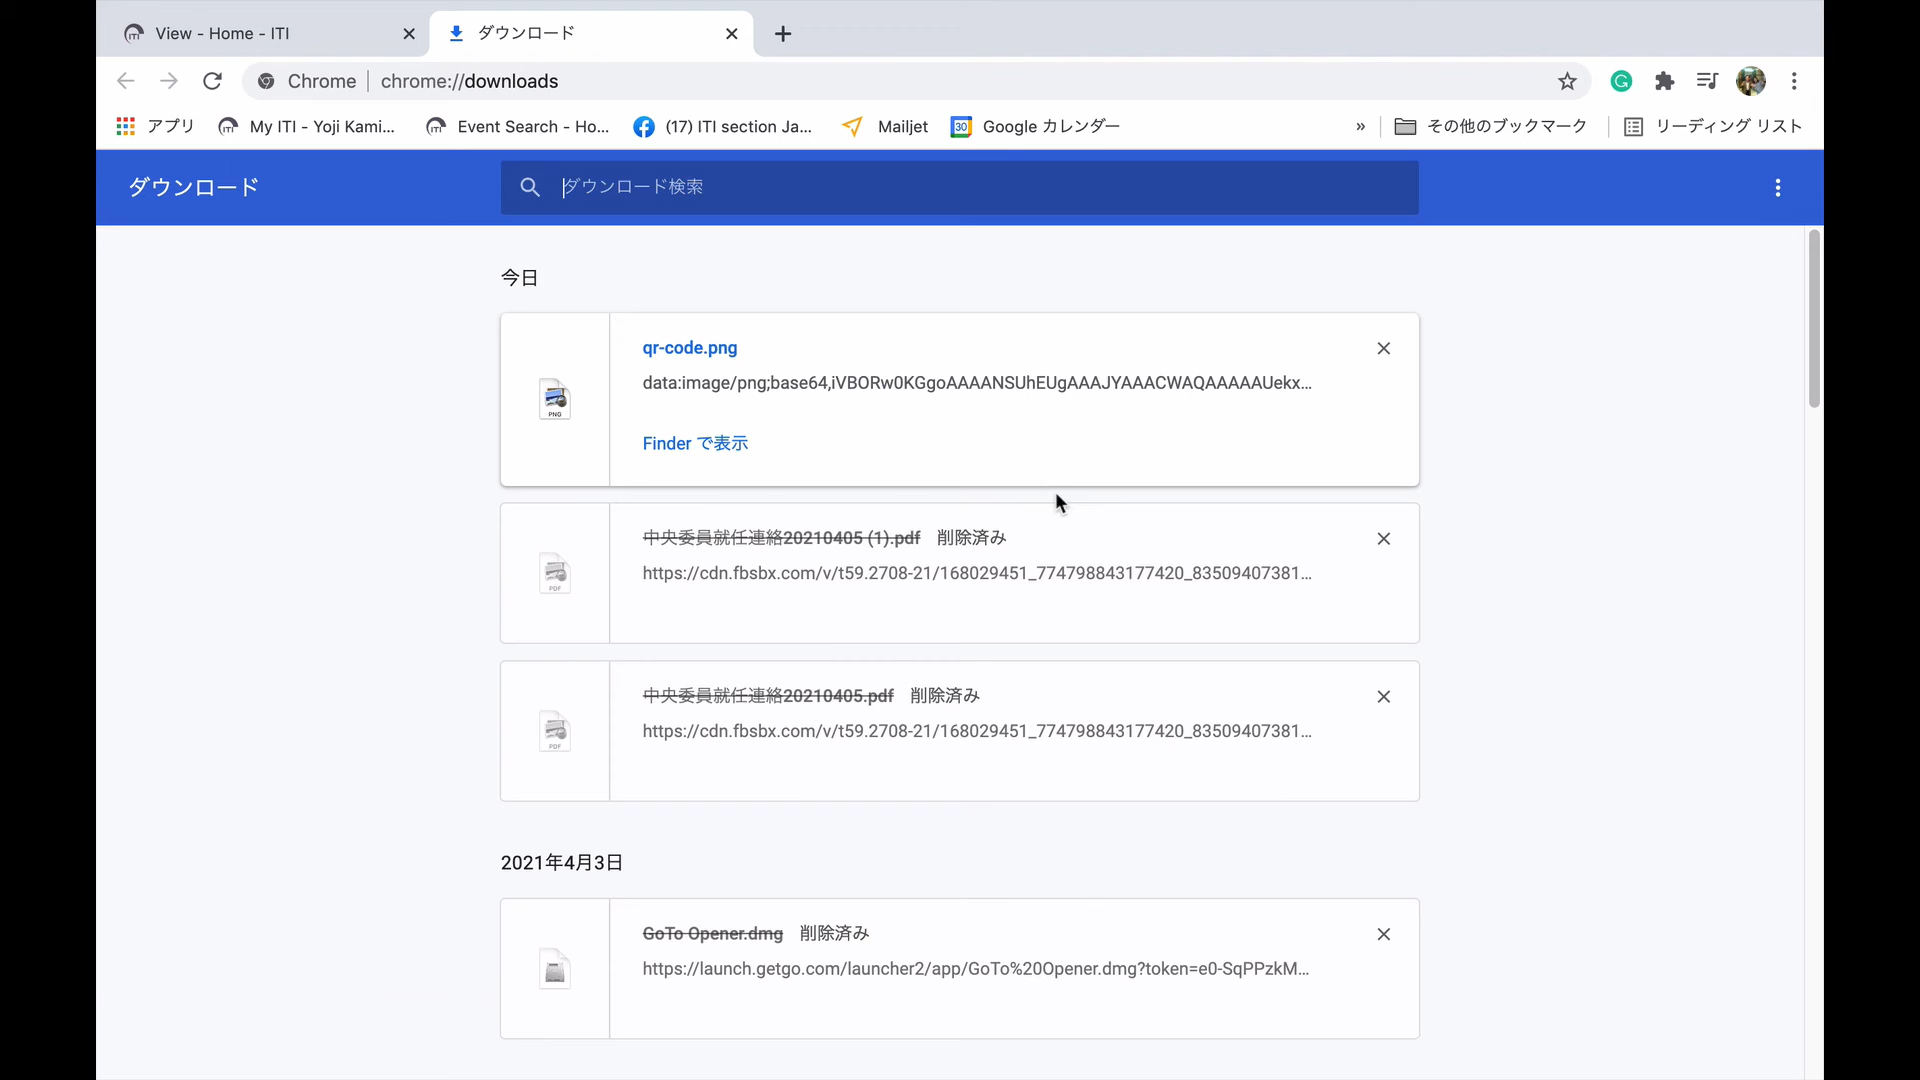 View - Home - ITI
ダウンロード
Chrome
chrome://downloads
アプリ
My ITI - Yoji Kami...
Event Search - Ho...
(17) ITI section Ja...
Mailjet
30
Google カレンダー
»
その他のブックマーク
リーディング リスト
ダウンロード
ダウンロード検索
今日
PNG
qr-code.png
data:image/png;base64,iVBORw0KGgoAAAANSUhEUgAAAJYAAACWAQAAAAAUekx...
Finder で表示
PDF
中央委員就任連絡20210405 (1).pdf 削除済み
https://cdn.fbsbx.com/v/t59.2708-21/168029451_774798843177420_83509407381...
PDF
中央委員就任連絡20210405.pdf 削除済み
https://cdn.fbsbx.com/v/t59.2708-21/168029451_774798843177420_83509407381...
2021年4月3日
GoTo Opener.dmg 削除済み
https://launch.getgo.com/launcher2/app/GoTo%20Opener.dmg?token=e0-SqPPzkM...